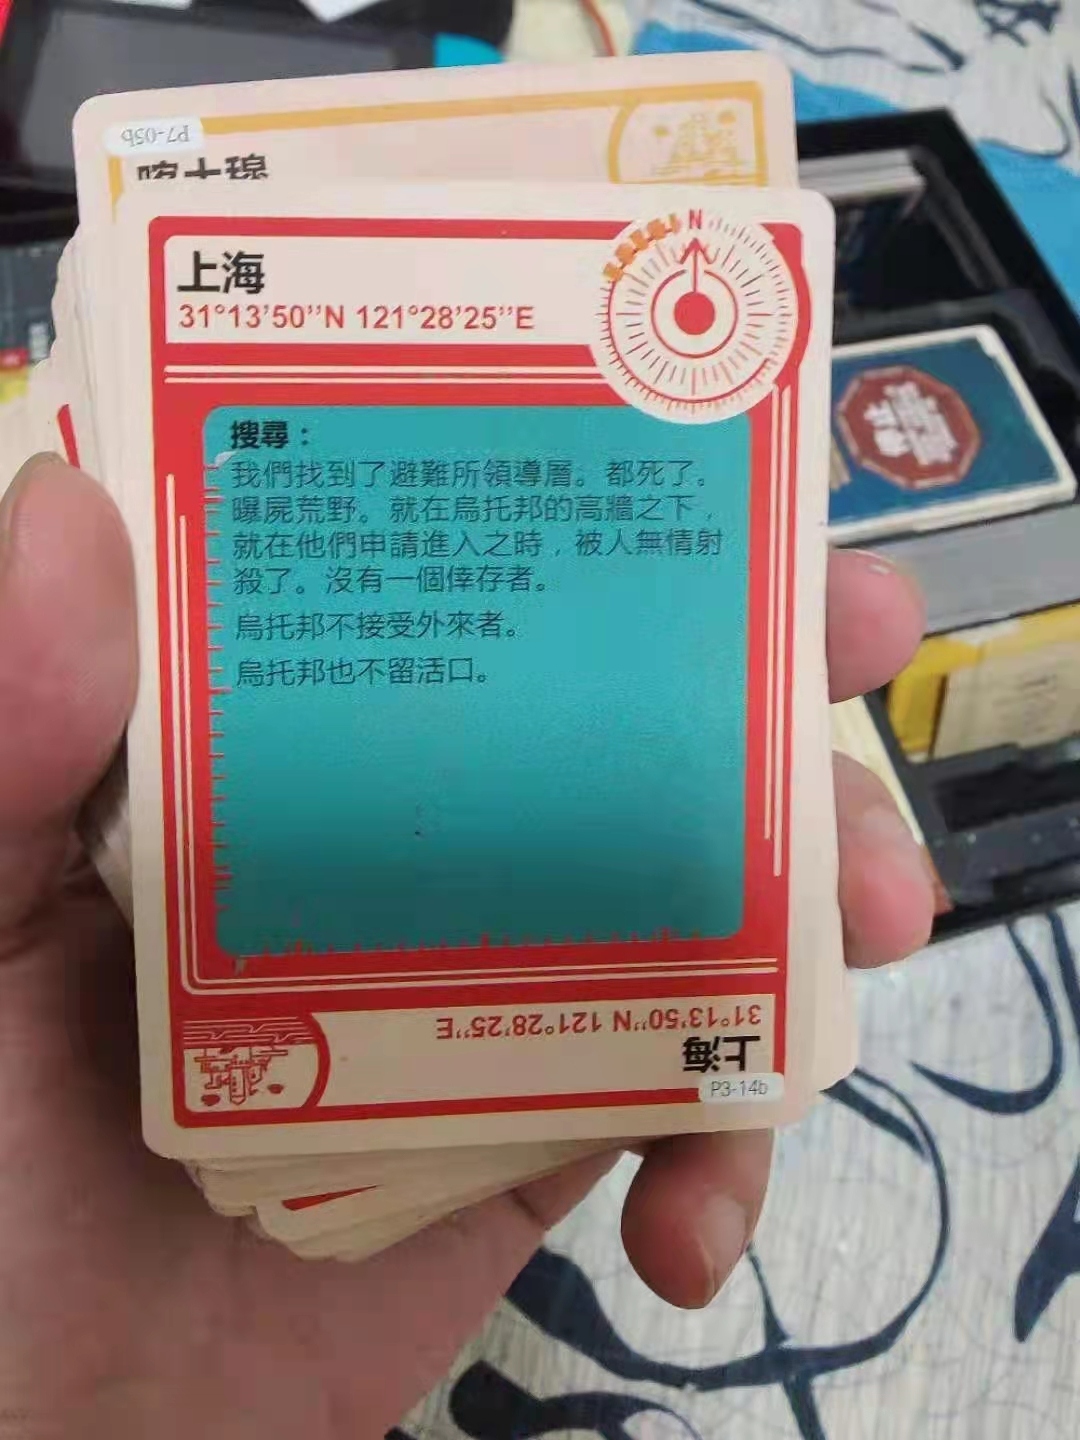 P7-05b
喀土穆
N
上海
31°13’50’’N 121°28’25’’E
搜尋：
我們找到了避難所領導層。都死了。
曝屍荒野。就在烏托邦的高牆之下，
就在他們申請進入之時，被人無情射
殺了。沒有一個倖存者。
烏托邦不接受外來者。
烏托邦也不留活口。
31°13’50’’N 121°28’25’’E
上海
P3-14b